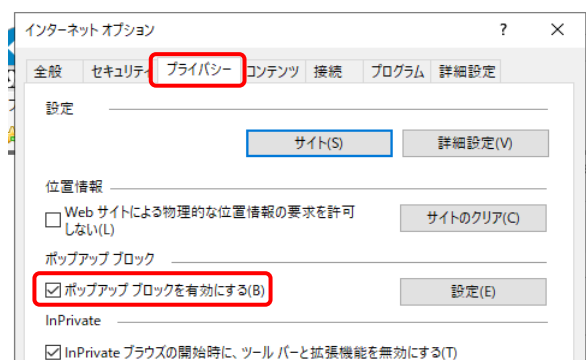 インターネット オプション ? ×
全般 セキュリティ プライバシー コンテンツ 接続 プログラム 詳細設定
設定
サイト(S) 詳細設定(V)
位置情報
Web サイトによる物理的な位置情報の要求を許可
しない(L)
サイトのクリア(C)
ポップアップ ブロック
ポップアップ ブロックを有効にする(B) 設定(E)
InPrivate
InPrivate ブラウズの開始時に、ツール バーと拡張機能を無効にする(T)